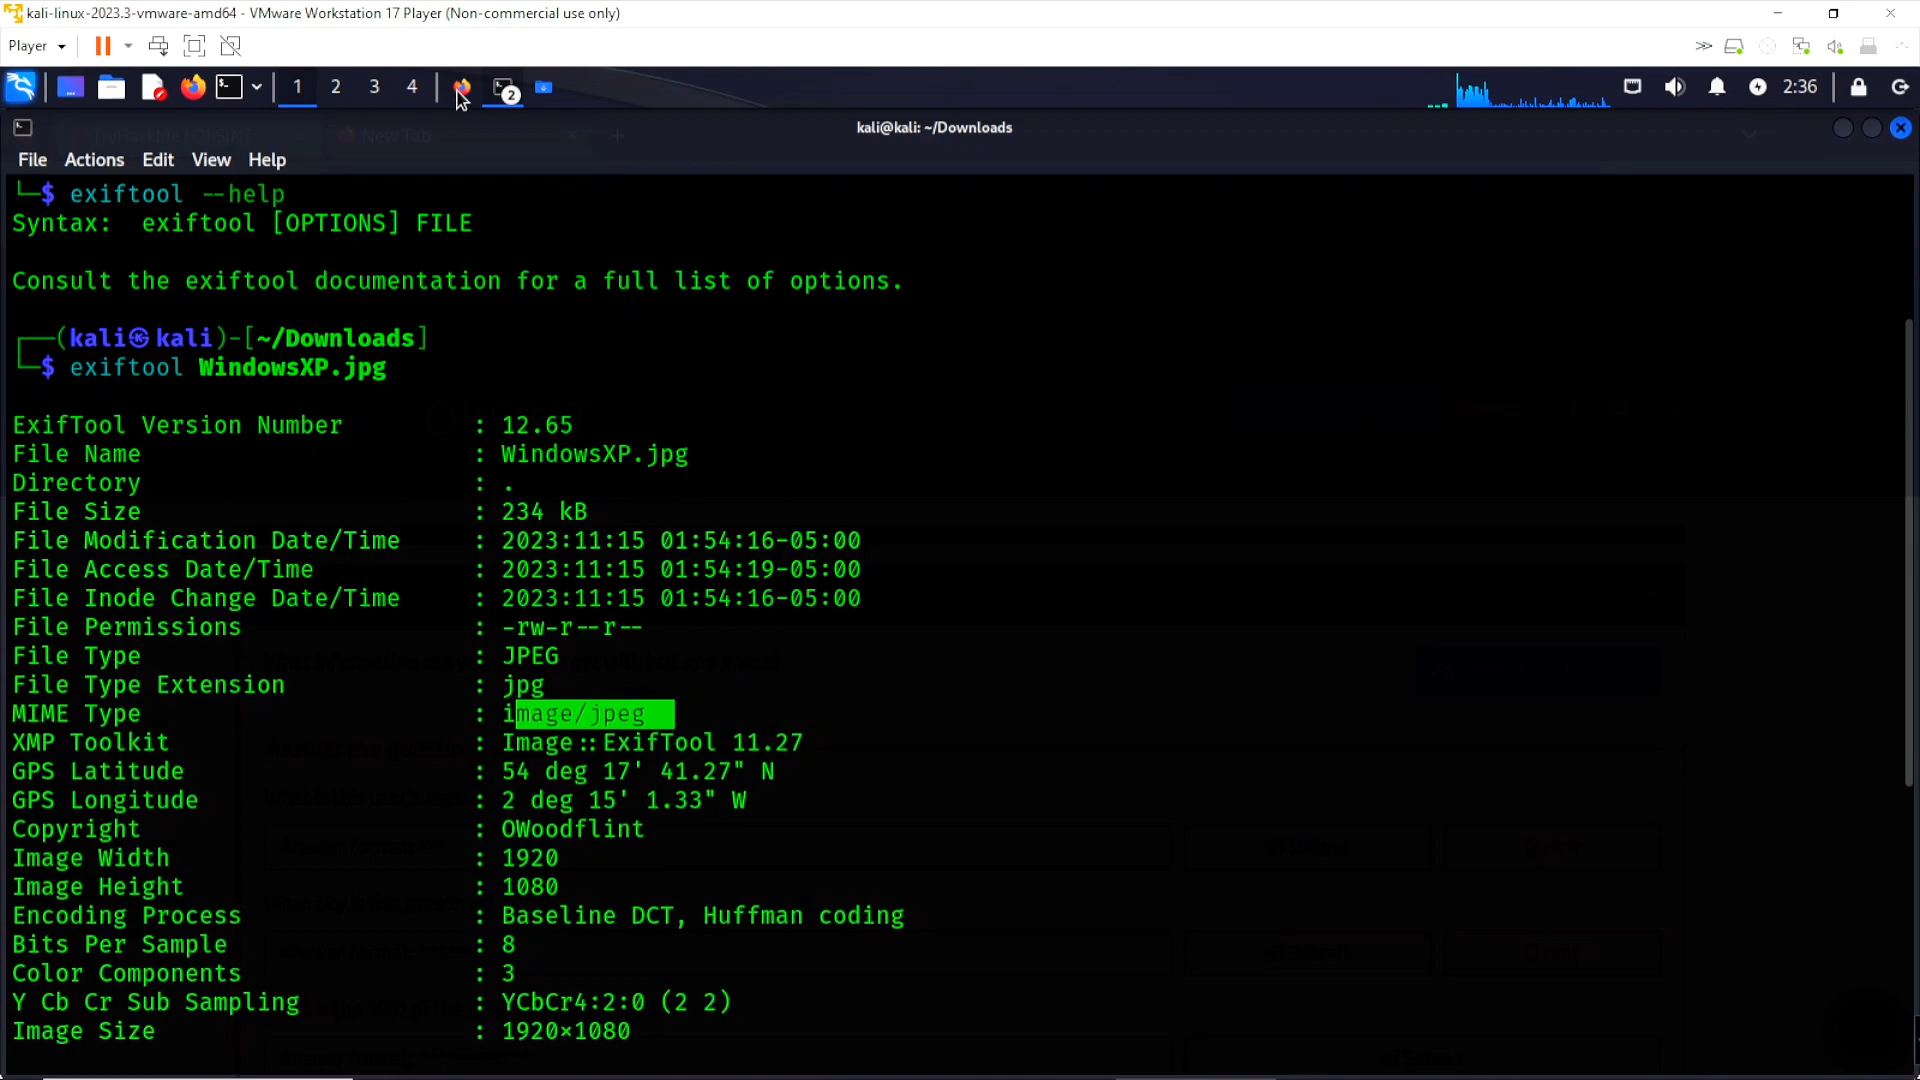 kali-linux-2023.3-vmware-amd64 - VMware Workstation 17 Player (Non-commercial use only)
Player
1 2 3 4 2 2:36
New Tab
kali@kali: ~/Downloads
File Actions Edit View Help
└─$ exiftool --help
Syntax:  exiftool [OPTIONS] FILE
Consult the exiftool documentation for a full list of options.
┌──(kali㉿kali)-[~/Downloads]
└─$ exiftool WindowsXP.jpg
ExifTool Version Number : 12.65
File Name : WindowsXP.jpg
Directory : .
File Size : 234 kB
File Modification Date/Time : 2023:11:15 01:54:16-05:00
File Access Date/Time : 2023:11:15 01:54:19-05:00
File Inode Change Date/Time : 2023:11:15 01:54:16-05:00
File Permissions : -rw-r--r--
File Type : JPEG
File Type Extension : jpg
MIME Type : image/jpeg
XMP Toolkit : Image::ExifTool 11.27
GPS Latitude : 54 deg 17' 41.27" N
GPS Longitude : 2 deg 15' 1.33" W
Copyright : OWoodflint
Image Width : 1920
Image Height : 1080
Encoding Process : Baseline DCT, Huffman coding
Bits Per Sample : 8
Color Components : 3
Y Cb Cr Sub Sampling : YCbCr4:2:0 (2 2)
Image Size : 1920×1080